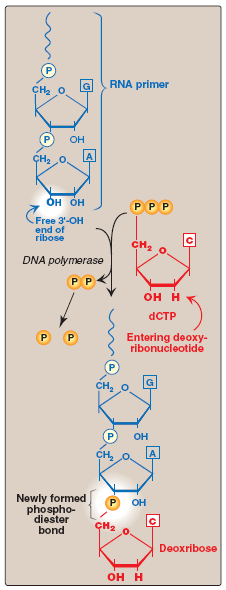 P
CH2 O G
RNA primer
P OH
CH2 O A
OH OH
Free 3'-OH
end of
ribose
P P P
CH2 O C
DNA polymerase
P P
OH H
dCTP
Entering deoxy-
ribonucleotide
P P
P
CH2 O G
P OH
CH2 O A
Newly formed
phospho-
diester
bond
P OH
CH2 O C
Deoxribose
OH H